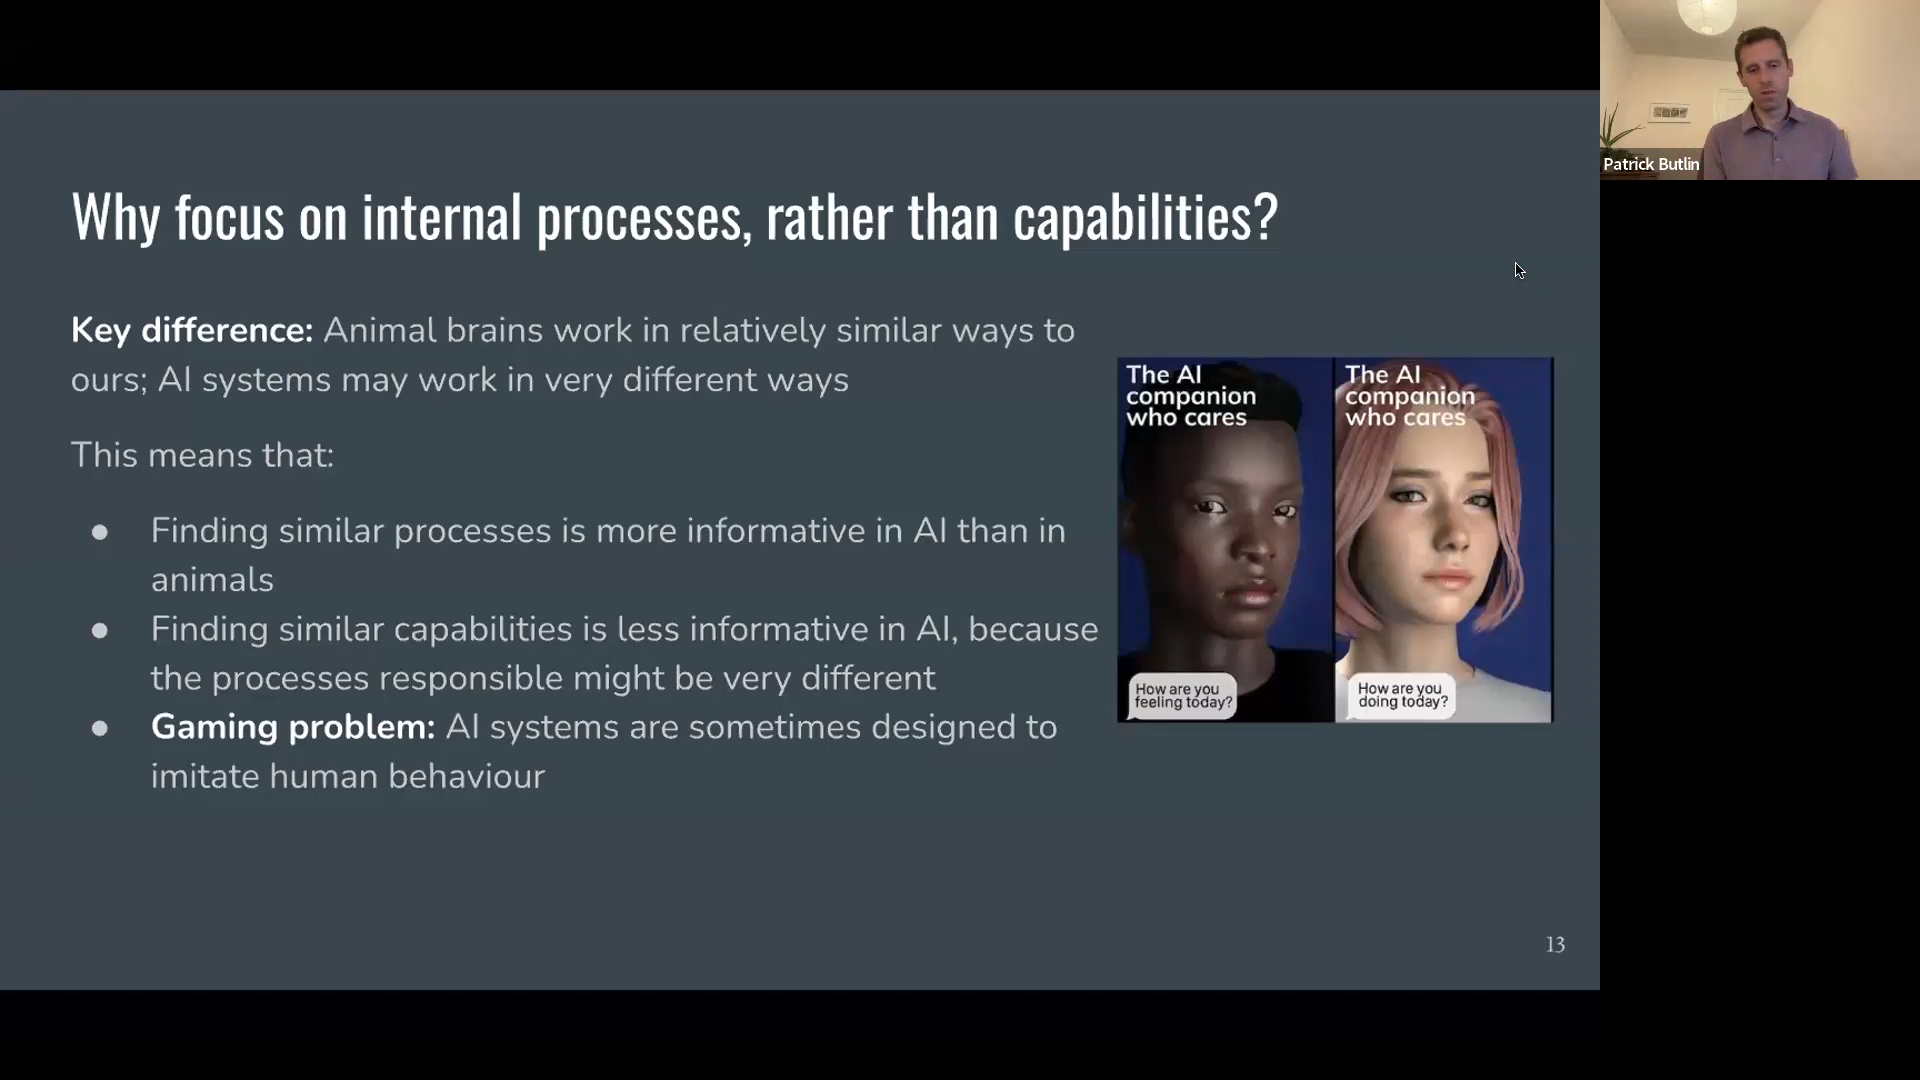 Why focus on internal processes, rather than capabilities?
Key difference: Animal brains work in relatively similar ways to
ours; AI systems may work in very different ways
This means that:
● Finding similar processes is more informative in AI than in
animals
● Finding similar capabilities is less informative in AI, because
the processes responsible might be very different
● Gaming problem: AI systems are sometimes designed to
imitate human behaviour
The AI
companion
who cares
How are you
feeling today?
The AI
companion
who cares
How are you
doing today?
13
Patrick Butlin